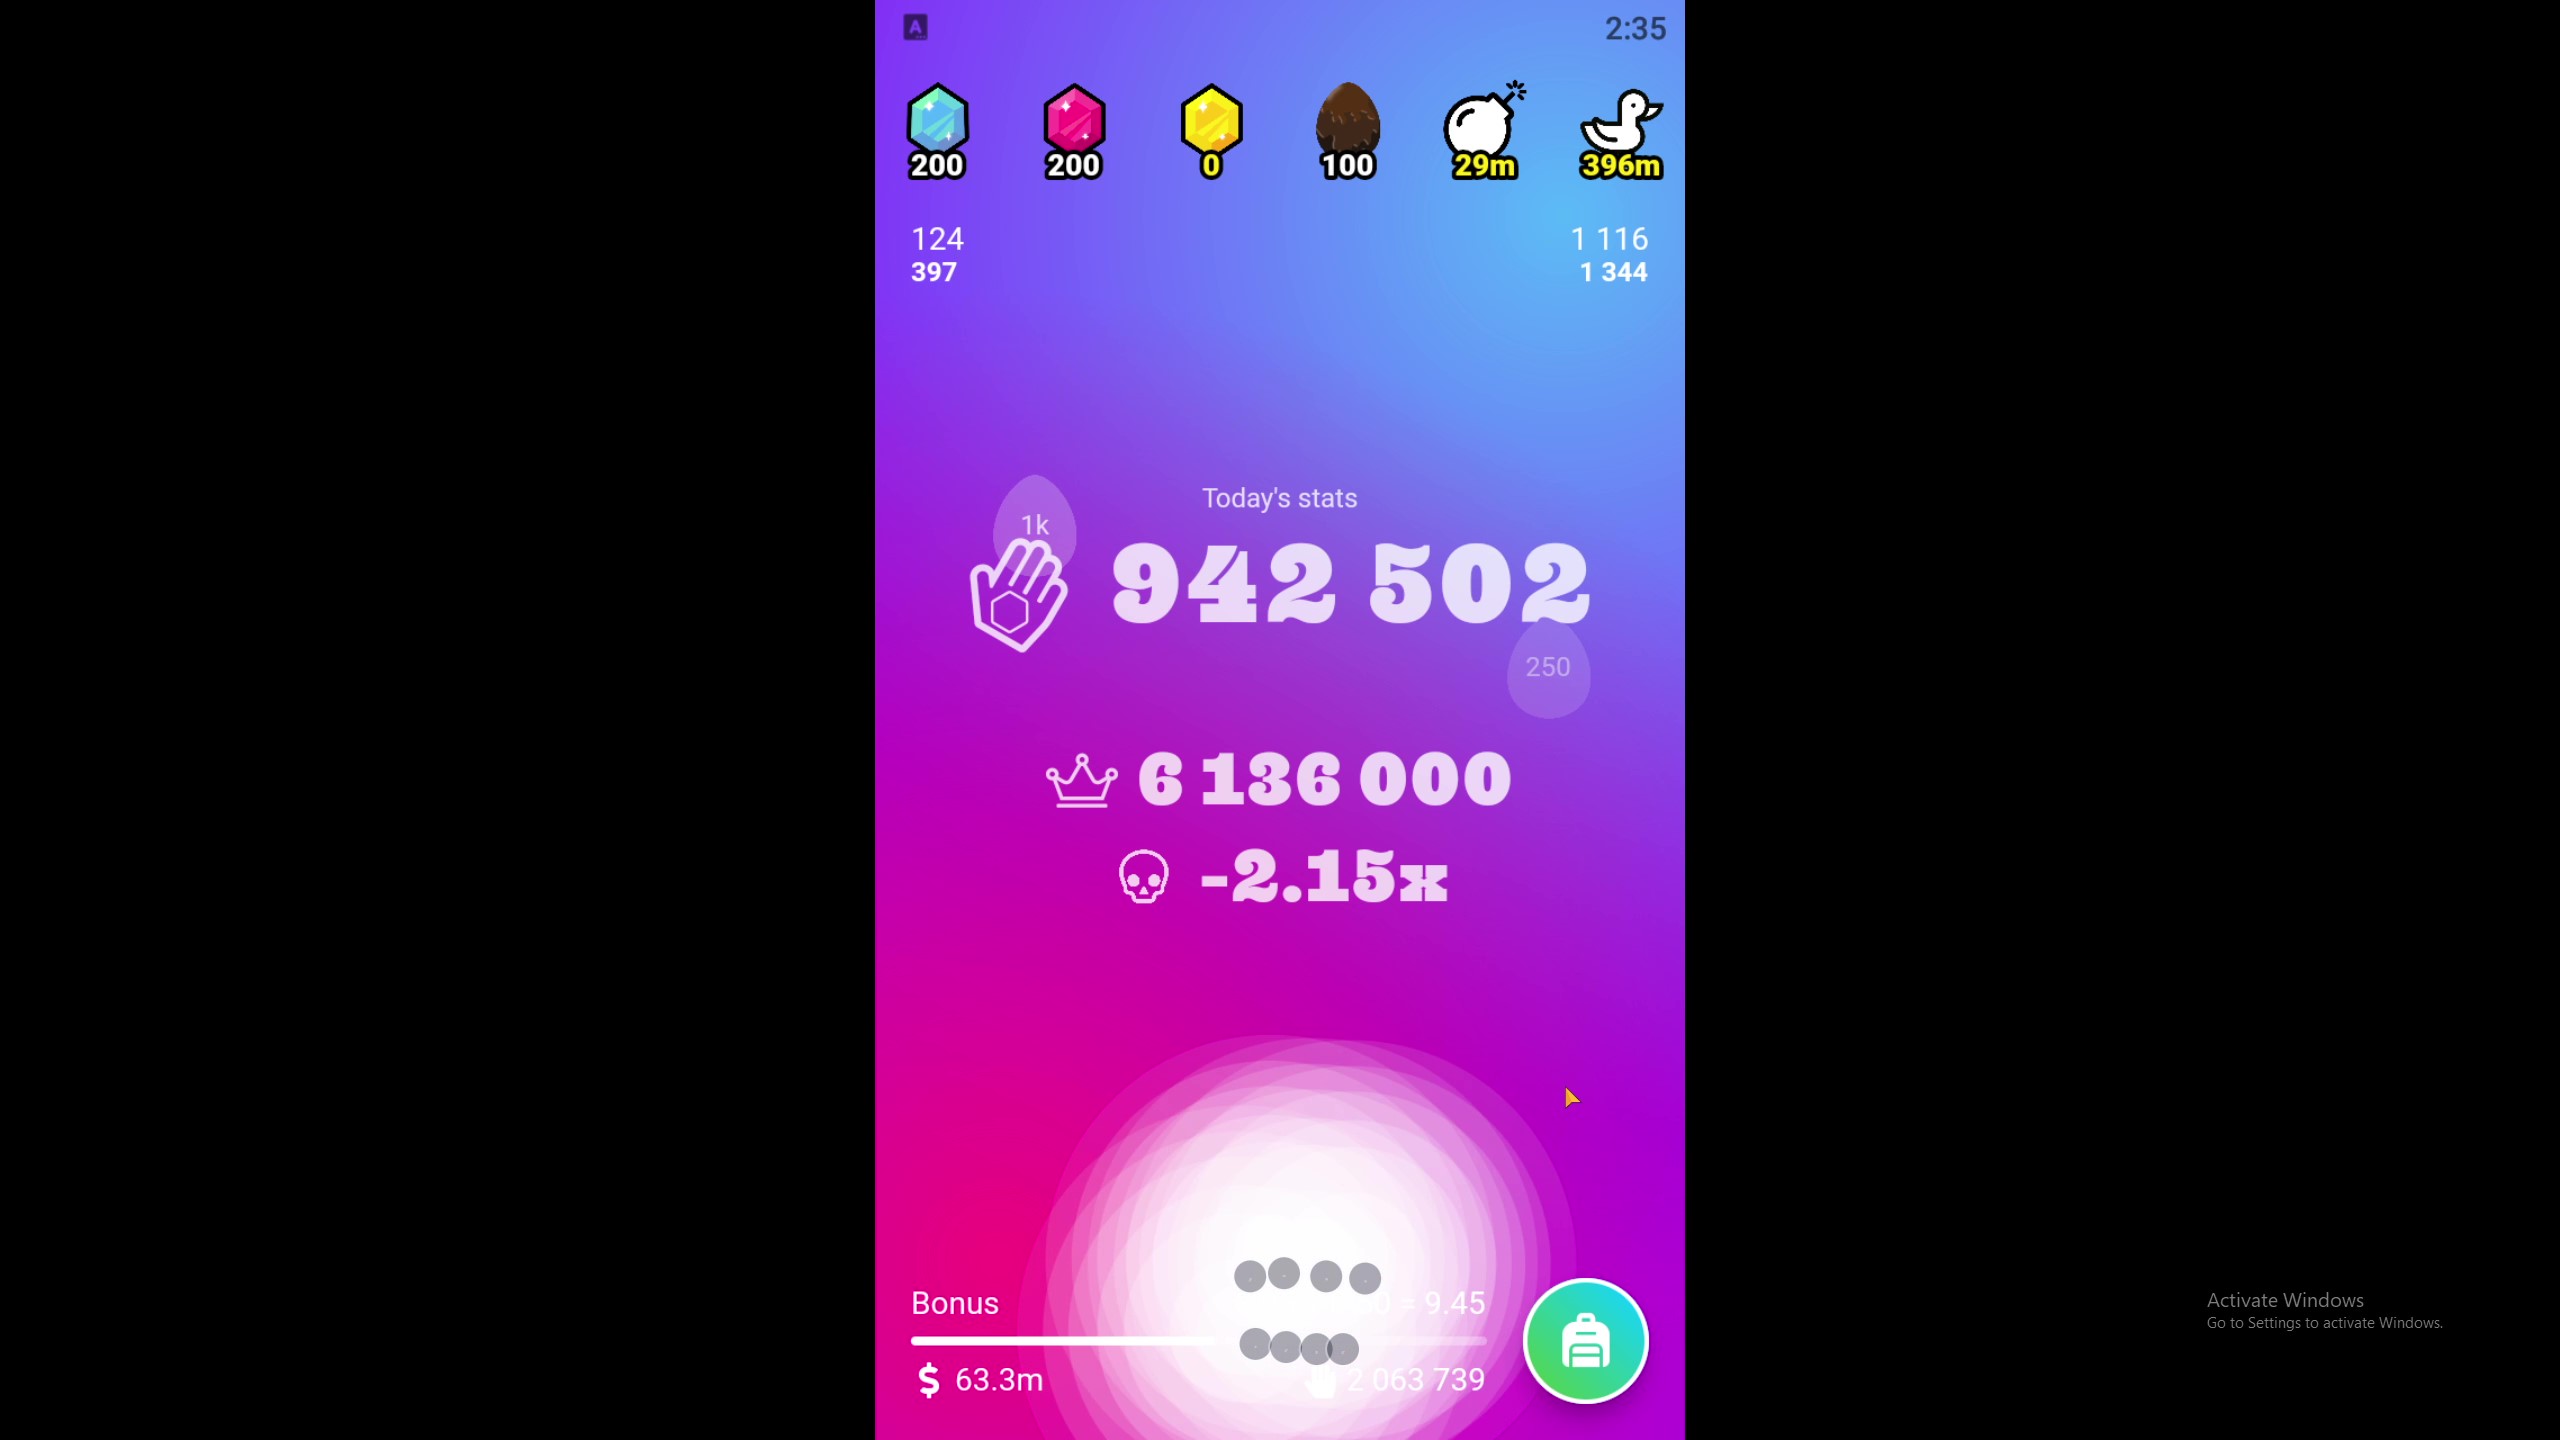 A
2:35
200 200 0 100 29m 396m
124 1 116
397 1 344
Today's stats
1k
942 502
250
6 136 000
-2.15x
Bonus = 9.45
$ 63.3m 2 063 739
Activate Windows
Go to Settings to activate Windows.